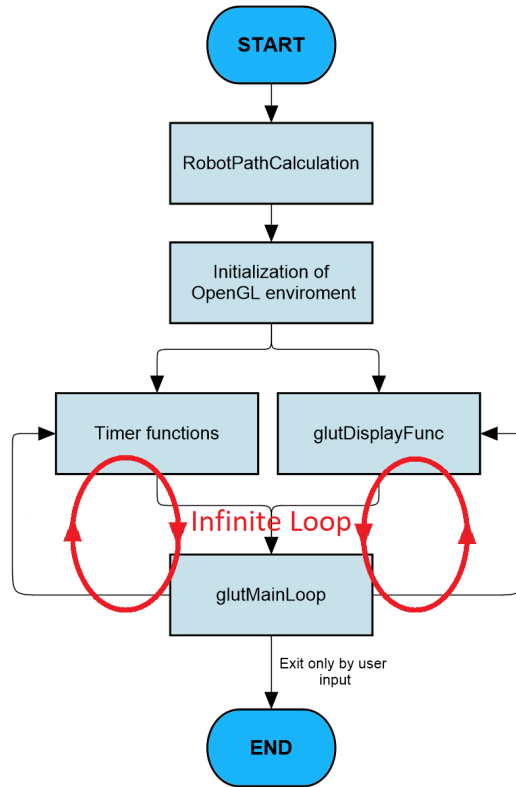 START
RobotPathCalculation
Initialization of
OpenGL enviroment
Timer functions
glutDisplayFunc
Infinite Loop
glutMainLoop
Exit only by user
input
END